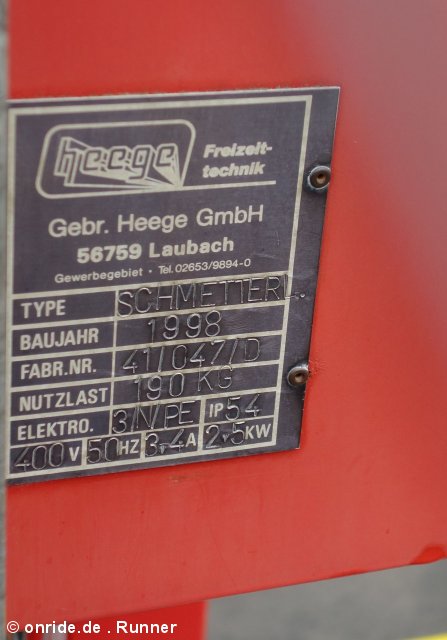 heege
Freizeit-
technik
Gebr. Heege GmbH
56759 Laubach
Gewerbegebiet · Tel. 02653/9894-0
TYPE SCHMETTERL.
BAUJAHR 1998
FABR.NR. 41/047/D
NUTZLAST 190 KG
ELEKTRO. 3/N/PE IP 54
400 V 50 HZ 3,4 A 2,5 KW
© onride.de . Runner